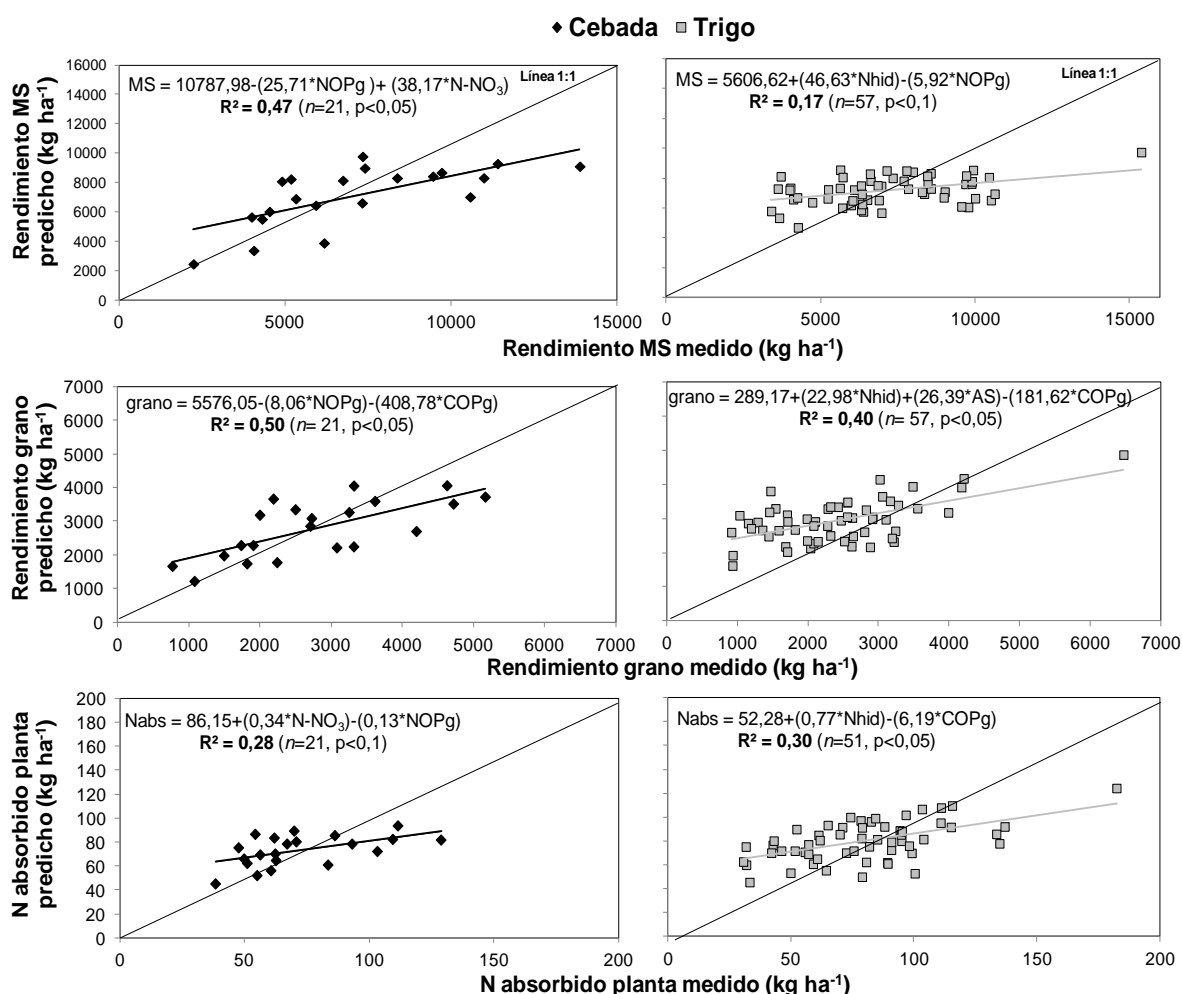 Cebada Trigo
Rendimiento MS
predicho (kg ha-1)
16000
14000
12000
10000
8000
6000
4000
2000
0
MS = 10787,98-(25,71*NOPg )+ (38,17*N-NO3)
R² = 0,47 (n=21, p<0,05)
Línea 1:1
0 5000 10000 15000
MS = 5606,62+(46,63*Nhid)-(5,92*NOPg)
R² = 0,17 (n=57, p<0,1)
Línea 1:1
0 5000 10000 15000
Rendimiento MS medido (kg ha-1)
Rendimiento grano
predicho (kg ha-1)
7000
6000
5000
4000
3000
2000
1000
0
grano = 5576,05-(8,06*NOPg)-(408,78*COPg)
R² = 0,50 (n= 21, p<0,05)
0 1000 2000 3000 4000 5000 6000 7000
grano = 289,17+(22,98*Nhid)+(26,39*AS)-(181,62*COPg)
R² = 0,40 (n= 57, p<0,05)
0 1000 2000 3000 4000 5000 6000 7000
Rendimiento grano medido (kg ha-1)
N absorbido planta
predicho (kg ha-1)
200
180
160
140
120
100
80
60
40
20
0
Nabs = 86,15+(0,34*N-NO3)-(0,13*NOPg)
R² = 0,28 (n=21, p<0,1)
0 50 100 150 200
Nabs = 52,28+(0,77*Nhid)-(6,19*COPg)
R² = 0,30 (n=51, p<0,05)
0 50 100 150 200
N absorbido planta medido (kg ha-1)